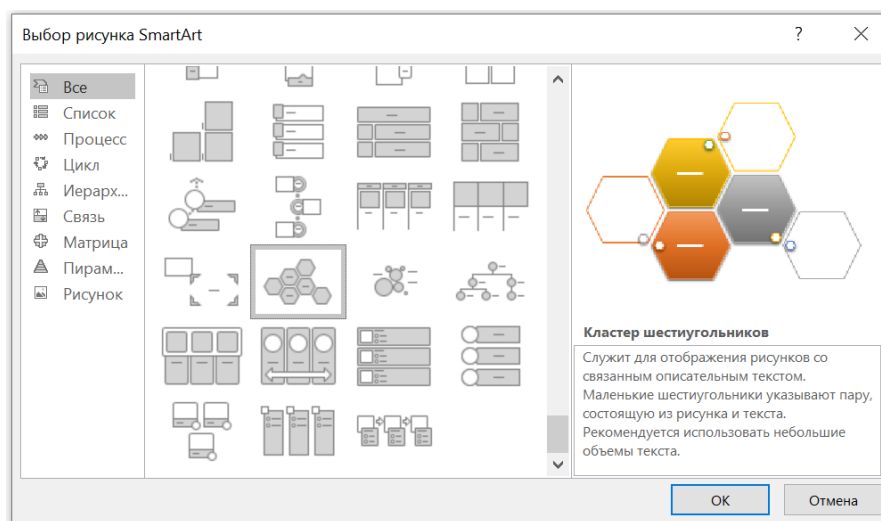 Выбор рисунка SmartArt
?
Все
Список
Процесс
Цикл
Иерарх...
Связь
Матрица
Пирам...
Рисунок
Кластер шестиугольников
Служит для отображения рисунков со
связанным описательным текстом.
Маленькие шестиугольники указывают пару,
состоящую из рисунка и текста.
Рекомендуется использовать небольшие
объемы текста.
ОК
Отмена